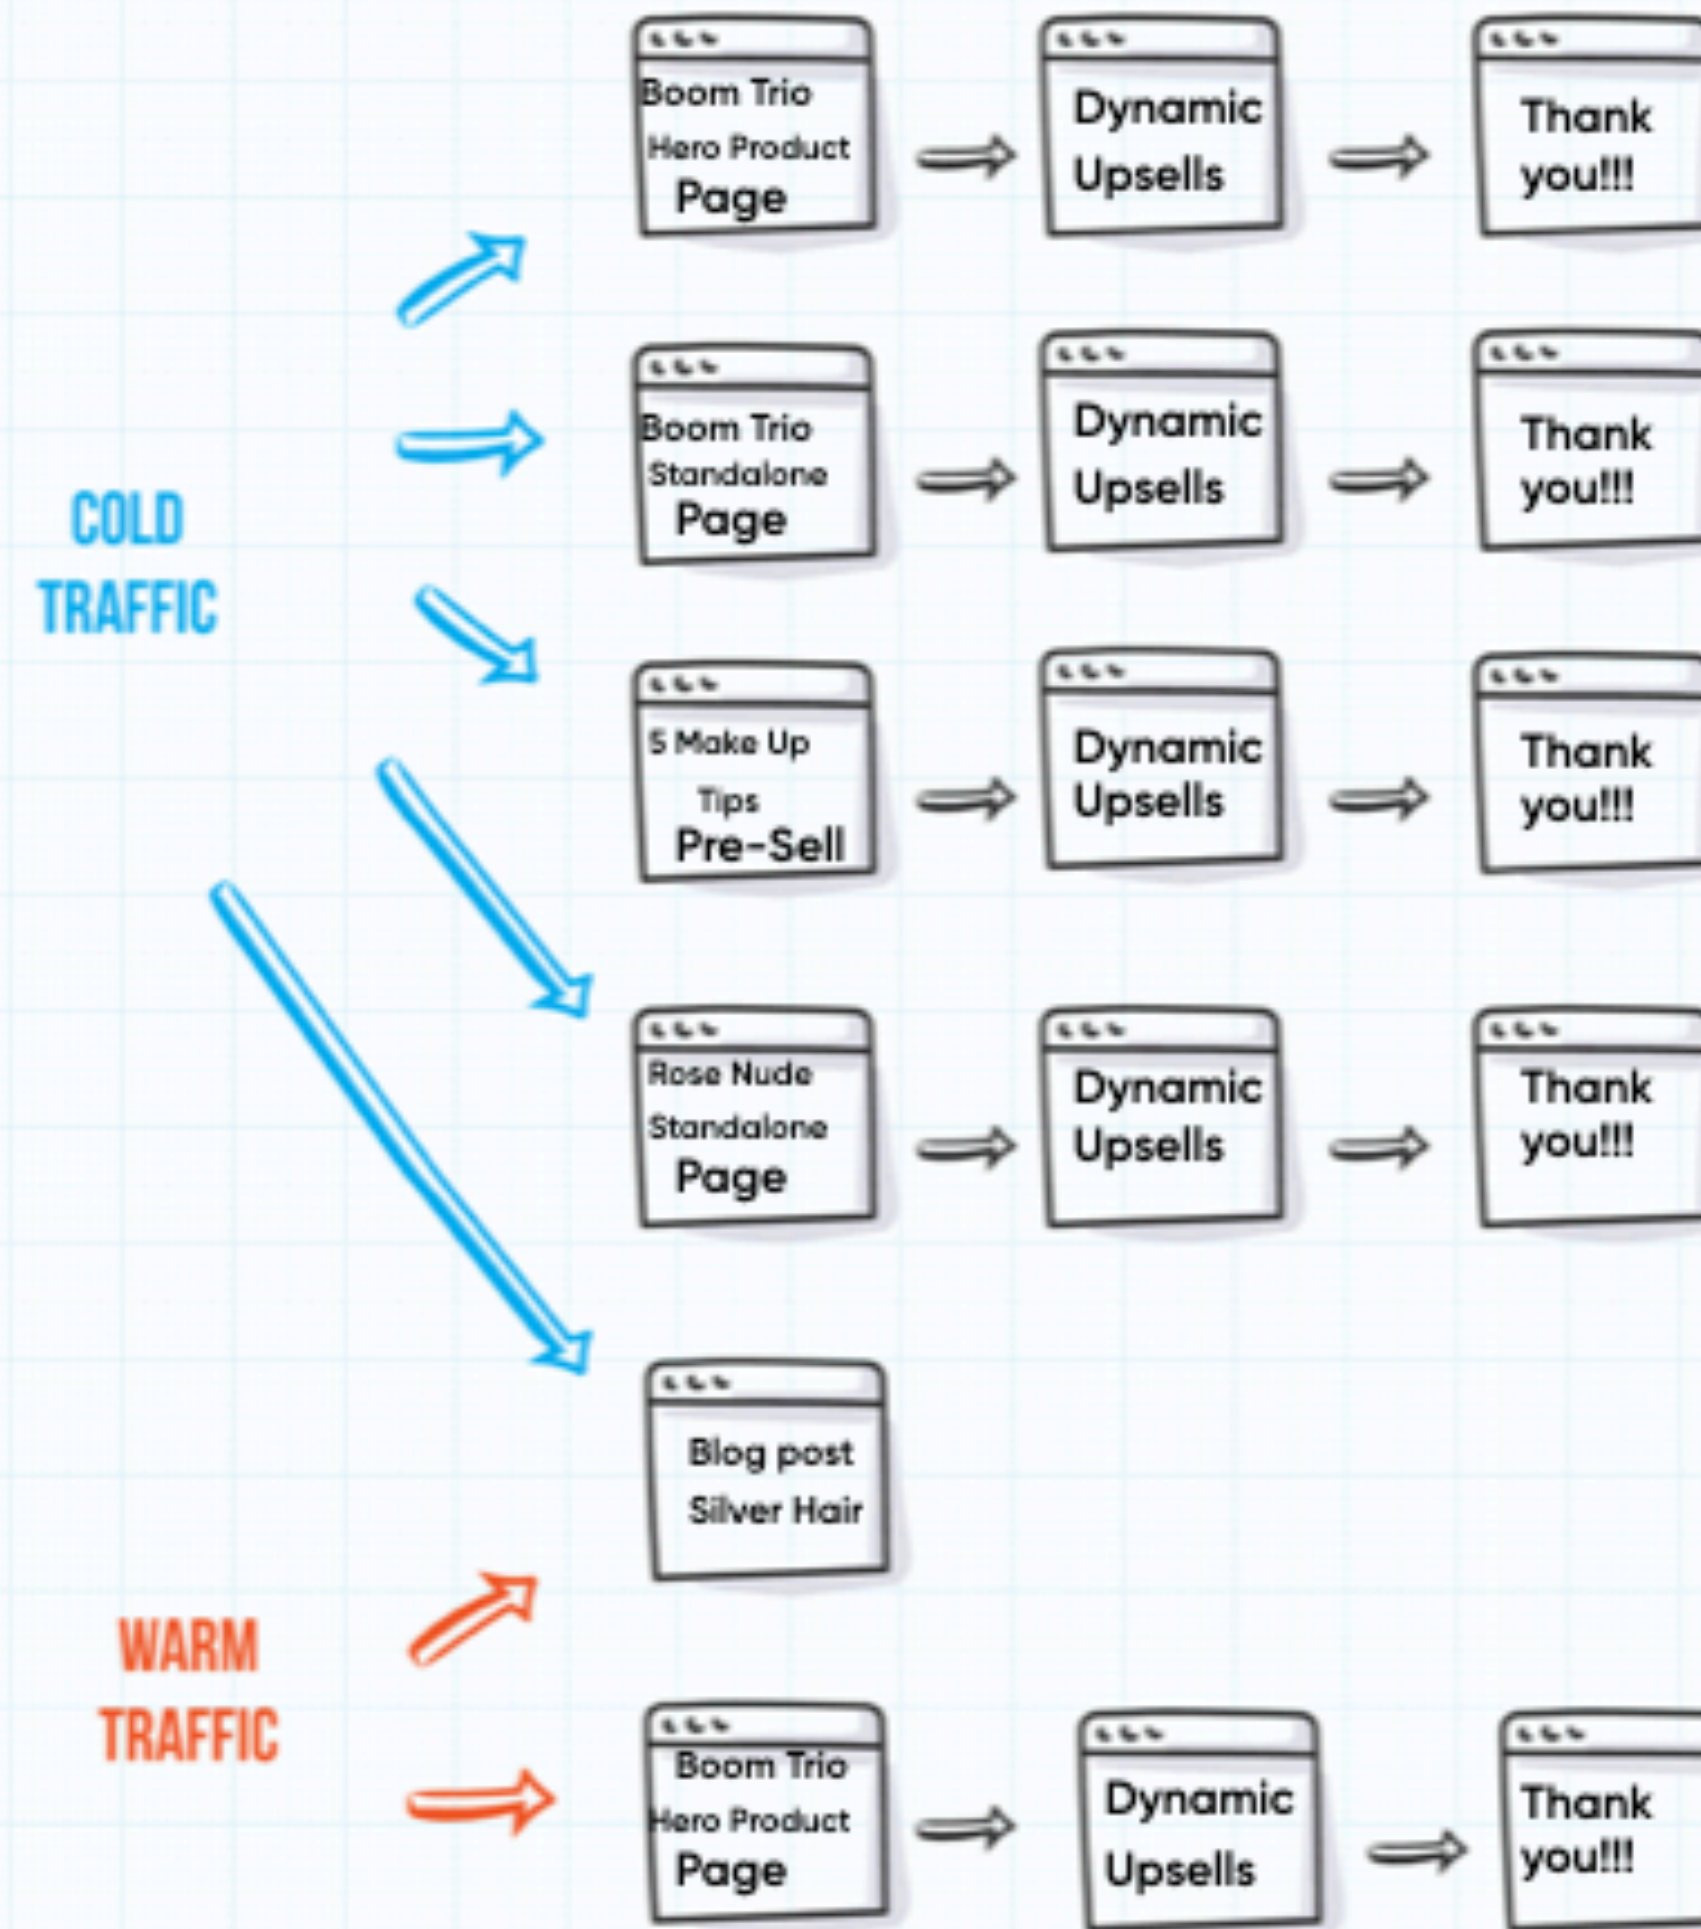 Boom Trio
Hero Product
Page
Dynamic
Upsells
Thank
you!!!
COLD
TRAFFIC
Boom Trio
Standalone
Page
Dynamic
Upsells
Thank
you!!!
5 Make Up
Tips
Pre-Sell
Dynamic
Upsells
Thank
you!!!
Rose Nude
Standalone
Page
Dynamic
Upsells
Thank
you!!!
Blog post
Silver Hair
WARM
TRAFFIC
Boom Trio
Hero Product
Page
Dynamic
Upsells
Thank
you!!!